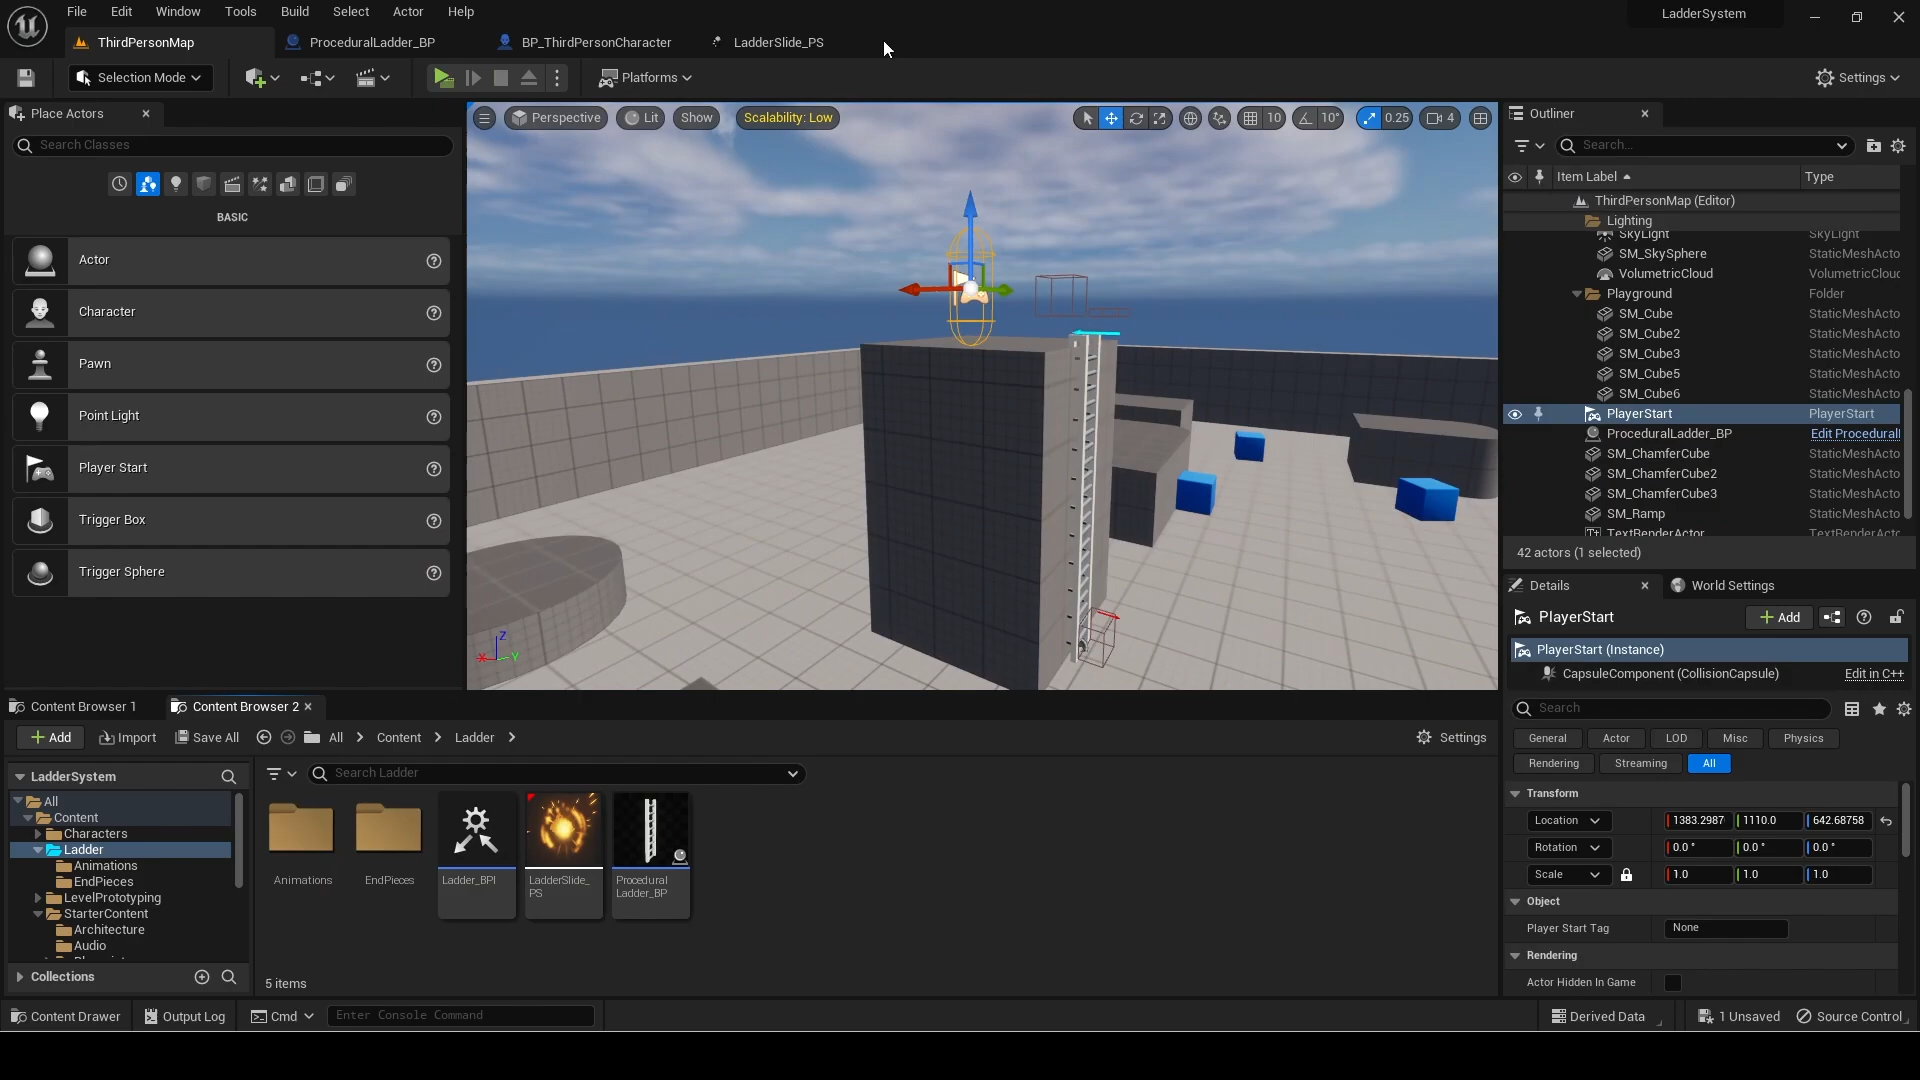 File Edit Window Tools Build Select Actor Help
LadderSystem
ThirdPersonMap
ProceduralLadder_BP
BP_ThirdPersonCharacter
LadderSlide_PS
Selection Mode
Platforms
Settings
Place Actors
Search Classes
BASIC
Actor
Character
Pawn
Point Light
Player Start
Trigger Box
Trigger Sphere
Perspective
Lit
Show
Scalability: Low
10
10°
0.25
4
Z
X
Y
Outliner
Search...
Item Label
Type
ThirdPersonMap (Editor)
Lighting
SkyLight SkyLight
SM_SkySphere StaticMeshActo
VolumetricCloud VolumetricClouc
Playground Folder
SM_Cube StaticMeshActo
SM_Cube2 StaticMeshActo
SM_Cube3 StaticMeshActo
SM_Cube5 StaticMeshActo
SM_Cube6 StaticMeshActo
PlayerStart PlayerStart
ProceduralLadder_BP Edit Procedural
SM_ChamferCube StaticMeshActo
SM_ChamferCube2 StaticMeshActo
SM_ChamferCube3 StaticMeshActo
SM_Ramp StaticMeshActo
TextRenderActor
42 actors (1 selected)
Details
World Settings
PlayerStart
Add
PlayerStart (Instance)
CapsuleComponent (CollisionCapsule) Edit in C++
Search
General Actor LOD Misc Physics
Rendering Streaming All
Transform
Location 1383.2987 1110.0 642.68758
Rotation 0.0 ° 0.0 ° 0.0 °
Scale 1.0 1.0 1.0
Object
Player Start Tag None
Rendering
Actor Hidden In Game
Content Browser 1
Content Browser 2
Add
Import
Save All
All
Content
Ladder
Settings
LadderSystem
All
Content
Characters
Ladder
Animations
EndPieces
LevelPrototyping
StarterContent
Architecture
Audio
Collections
Search Ladder
Animations
EndPieces
Ladder_BPI
LadderSlide_
PS
Procedural
Ladder_BP
5 items
Content Drawer
Output Log
Cmd
Enter Console Command
Derived Data
1 Unsaved
Source Control